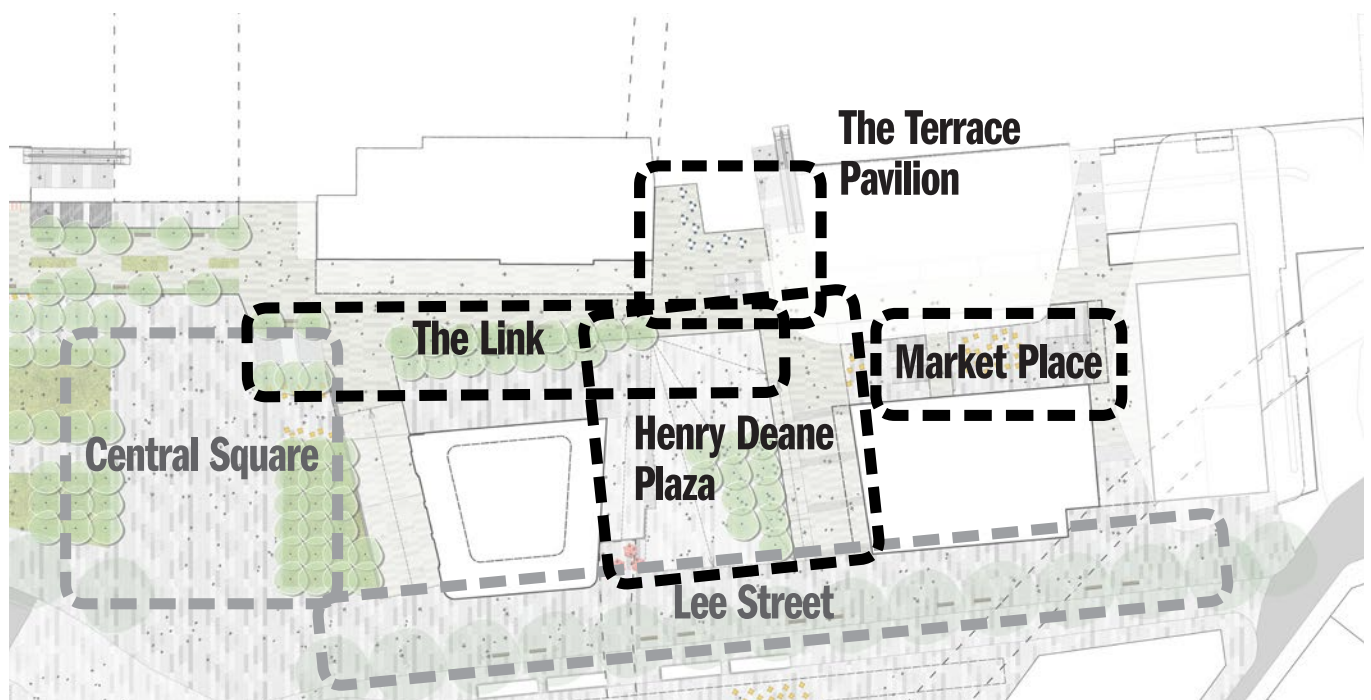 The Terrace
Pavilion
The Link
Market Place
Henry Deane
Plaza
Central Square
Lee Street